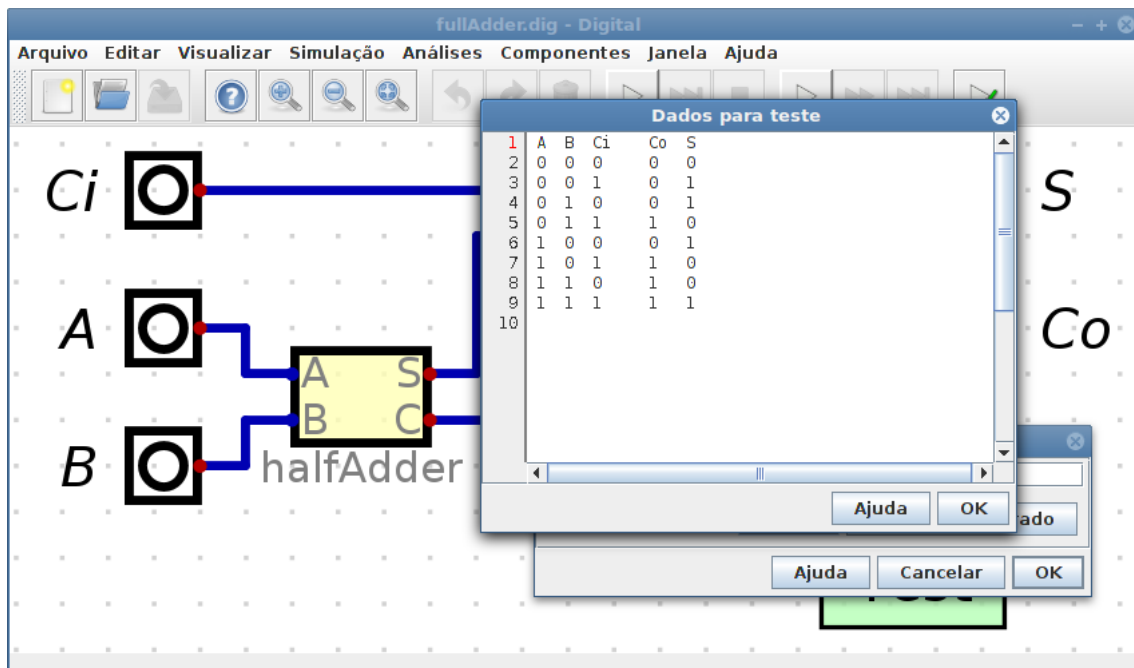 fullAdder.dig - Digital
Arquivo Editar Visualizar Simulação Análises Componentes Janela Ajuda
Dados para teste
1 A B Ci Co S
2 0 0 0 0 0
3 0 0 1 0 1
4 0 1 0 0 1
5 0 1 1 1 0
6 1 0 0 0 1
7 1 0 1 1 0
8 1 1 0 1 0
9 1 1 1 1 1
10
Ajuda OK
Ci
A
B
A S
B C
halfAdder
S
Co
ado
Ajuda Cancelar OK